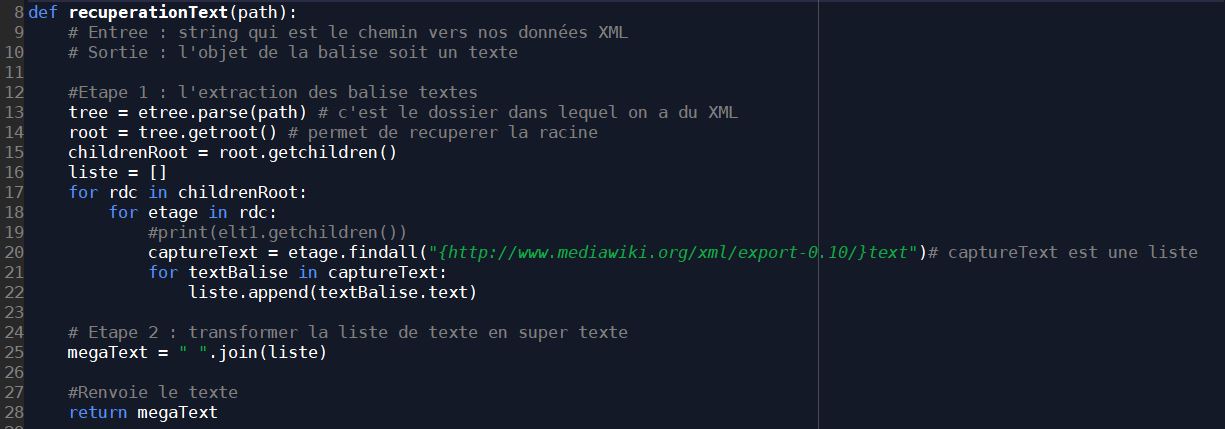 8 def recuperationText(path):
9     # Entree : string qui est le chemin vers nos données XML
10     # Sortie : l'objet de la balise soit un texte
11
12     #Etape 1 : l'extraction des balise textes
13     tree = etree.parse(path) # c'est le dossier dans lequel on a du XML
14     root = tree.getroot() # permet de recuperer la racine
15     childrenRoot = root.getchildren()
16     liste = []
17     for rdc in childrenRoot:
18         for etage in rdc:
19             #print(elt1.getchildren())
20             captureText = etage.findall("{http://www.mediawiki.org/xml/export-0.10/}text")# captureText est une liste
21             for textBalise in captureText:
22                 liste.append(textBalise.text)
23
24     # Etape 2 : transformer la liste de texte en super texte
25     megaText = " ".join(liste)
26
27     #Renvoie le texte
28     return megaText